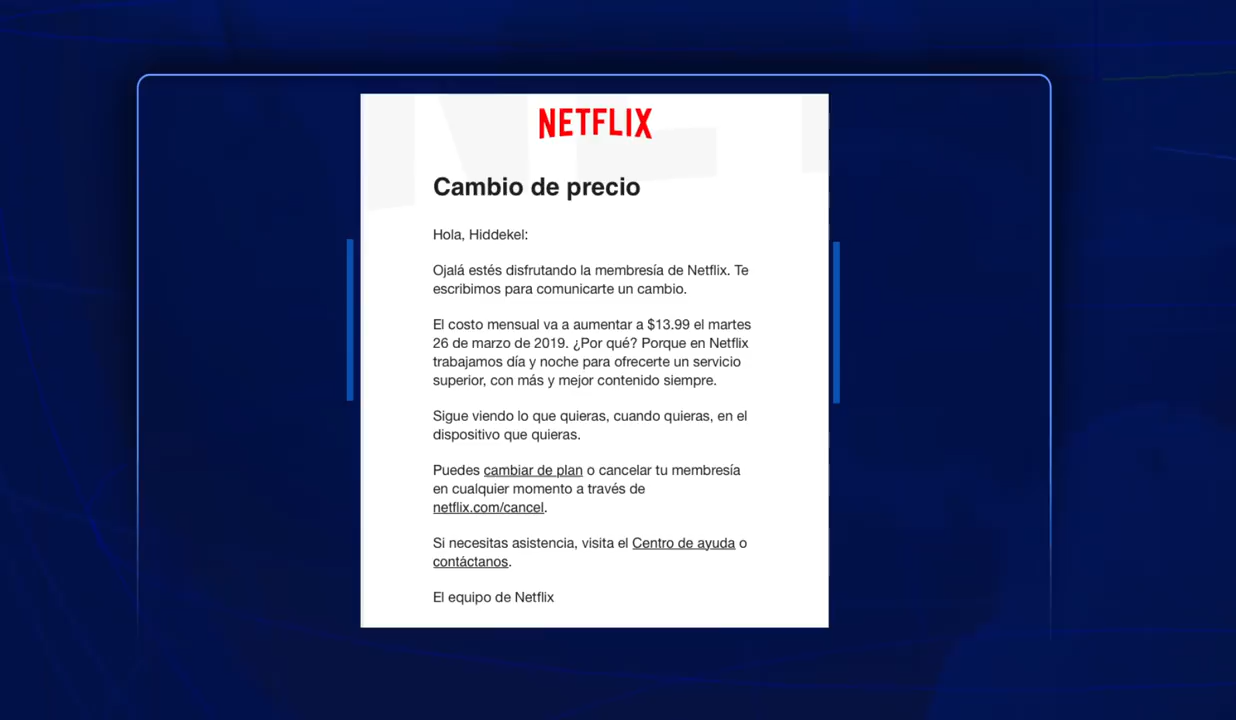 NETFLIX
Cambio de precio
Hola, Hiddekel:
Ojalá estés disfrutando la membresía de Netflix. Te
escribimos para comunicarte un cambio.
El costo mensual va a aumentar a $13.99 el martes
26 de marzo de 2019. ¿Por qué? Porque en Netflix
trabajamos día y noche para ofrecerte un servicio
superior, con más y mejor contenido siempre.
Sigue viendo lo que quieras, cuando quieras, en el
dispositivo que quieras.
Puedes cambiar de plan o cancelar tu membresía
en cualquier momento a través de
netflix.com/cancel.
Si necesitas asistencia, visita el Centro de ayuda o
contáctanos.
El equipo de Netflix